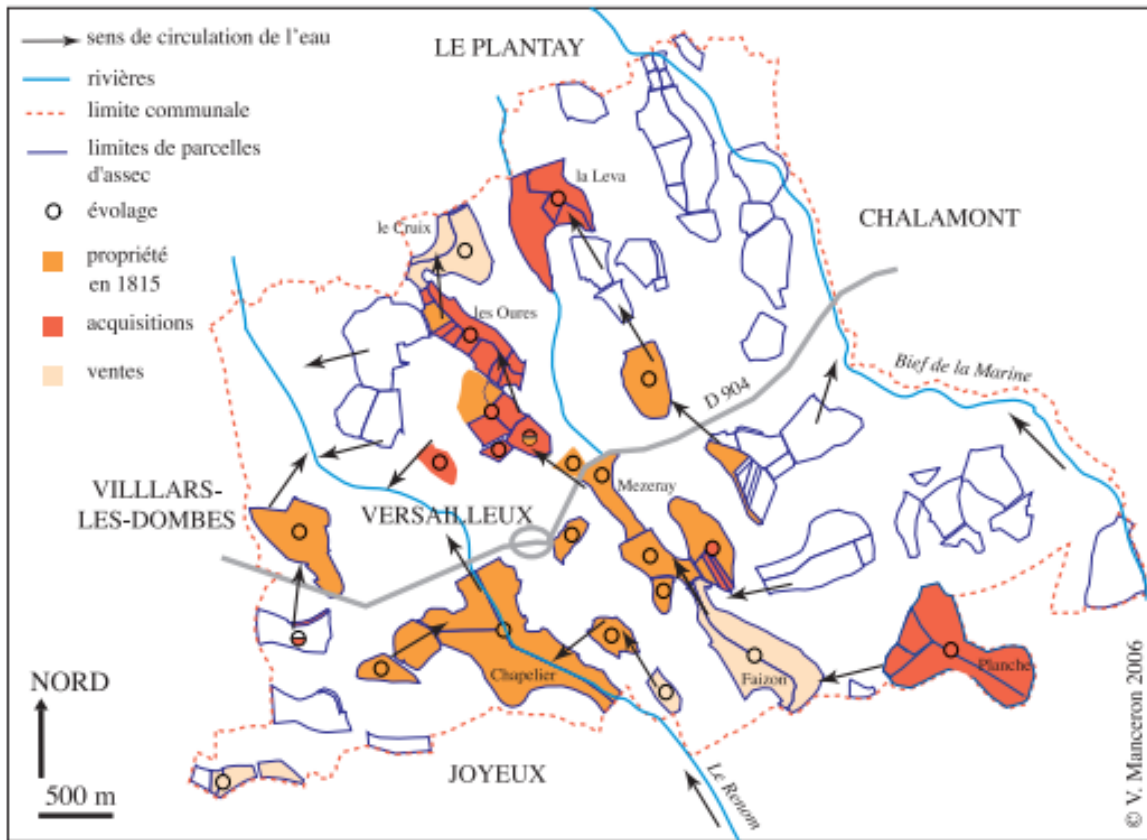 sens de circulation de l'eau
rivières
limite communale
limites de parcelles
d'assec
évolage
propriété
en 1815
acquisitions
ventes
LE PLANTAY
la Leva
CHALAMONT
le Cruix
les Oures
Bief de la Marine
D 904
VILLLARS-
LES-DOMBES
VERSAILLEUX
Mezeray
Planche
Faizon
Chapelier
NORD
500 m
JOYEUX
Le Renom
© V. Manceron 2006